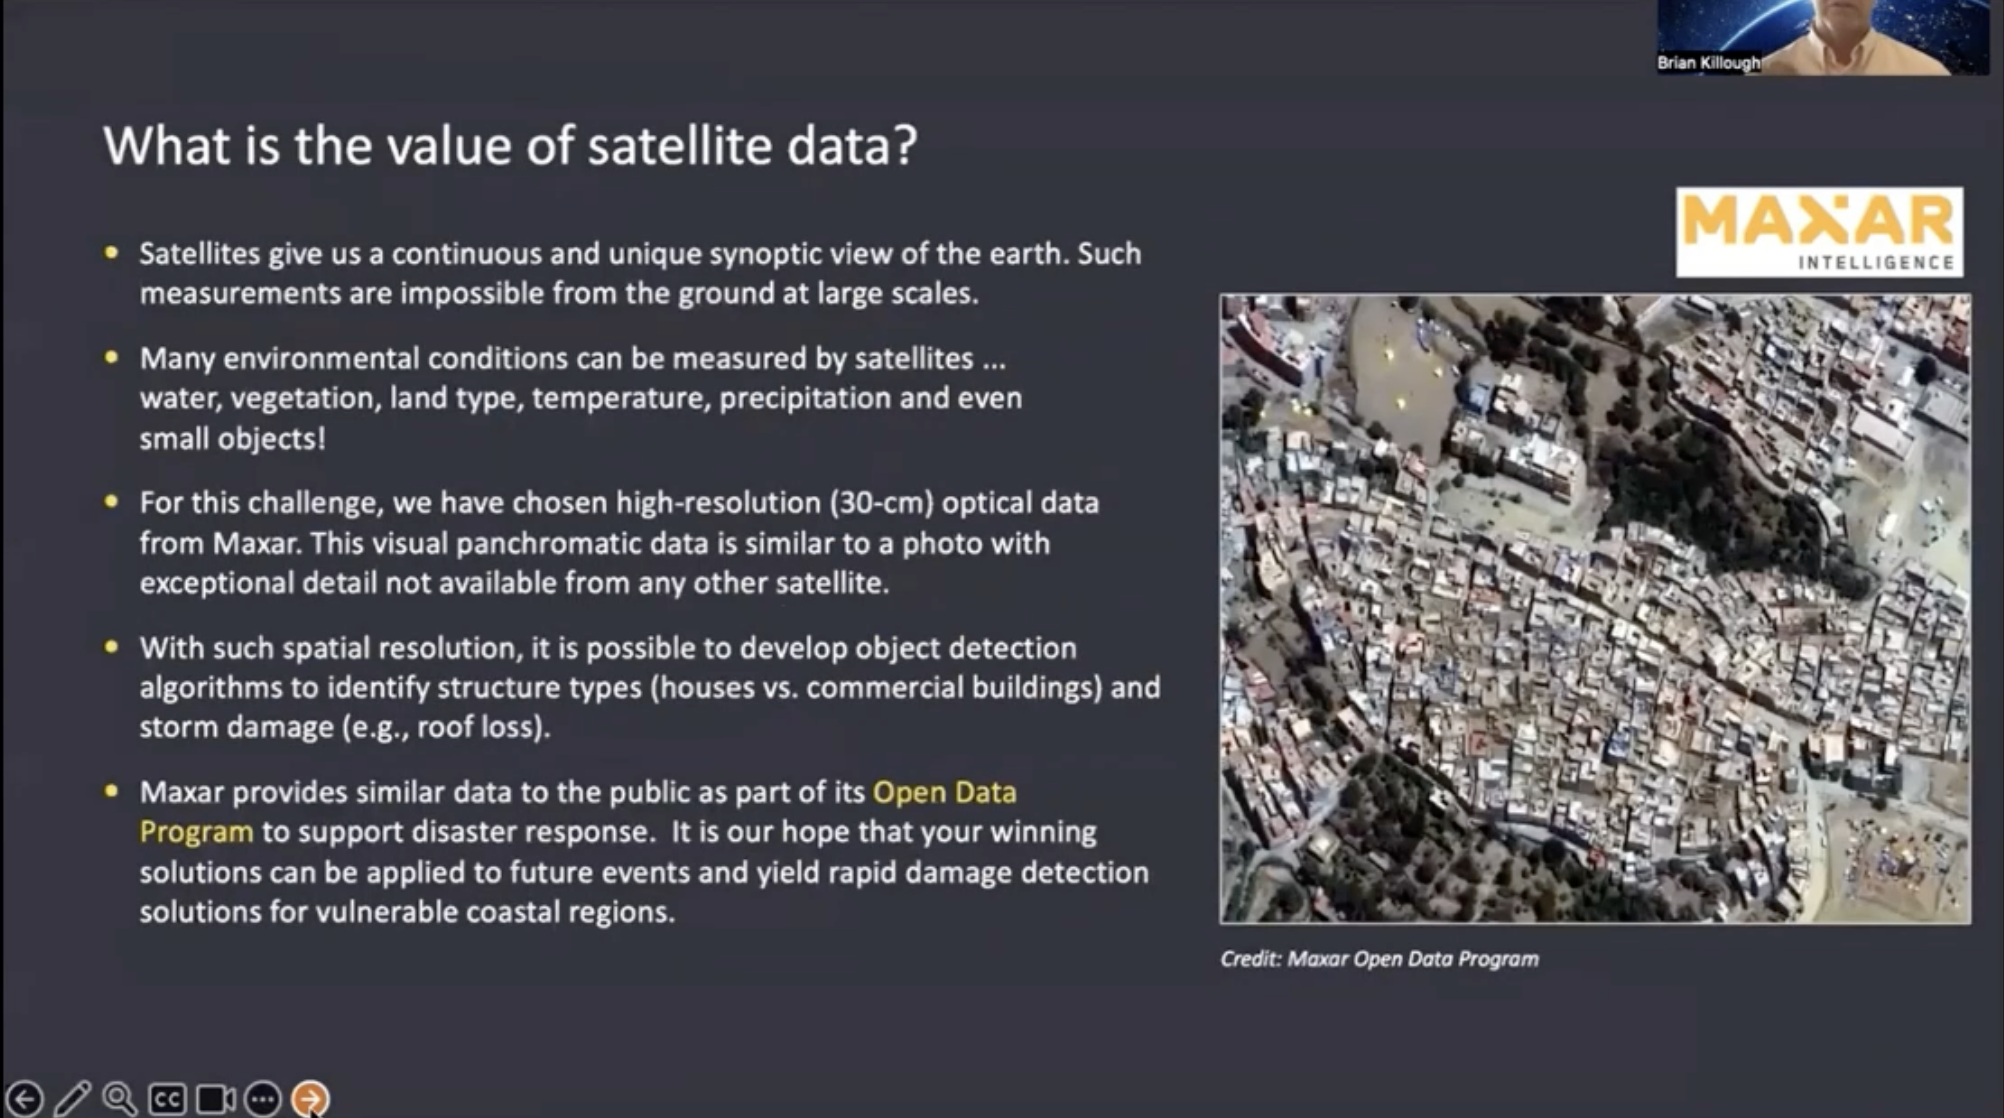 Brian Killough
What is the value of satellite data?
MAXAR
INTELLIGENCE
• Satellites give us a continuous and unique synoptic view of the earth. Such
measurements are impossible from the ground at large scales.
• Many environmental conditions can be measured by satellites ...
water, vegetation, land type, temperature, precipitation and even
small objects!
• For this challenge, we have chosen high-resolution (30-cm) optical data
from Maxar. This visual panchromatic data is similar to a photo with
exceptional detail not available from any other satellite.
• With such spatial resolution, it is possible to develop object detection
algorithms to identify structure types (houses vs. commercial buildings) and
storm damage (e.g., roof loss).
• Maxar provides similar data to the public as part of its Open Data
Program to support disaster response.  It is our hope that your winning
solutions can be applied to future events and yield rapid damage detection
solutions for vulnerable coastal regions.
Credit: Maxar Open Data Program
CC